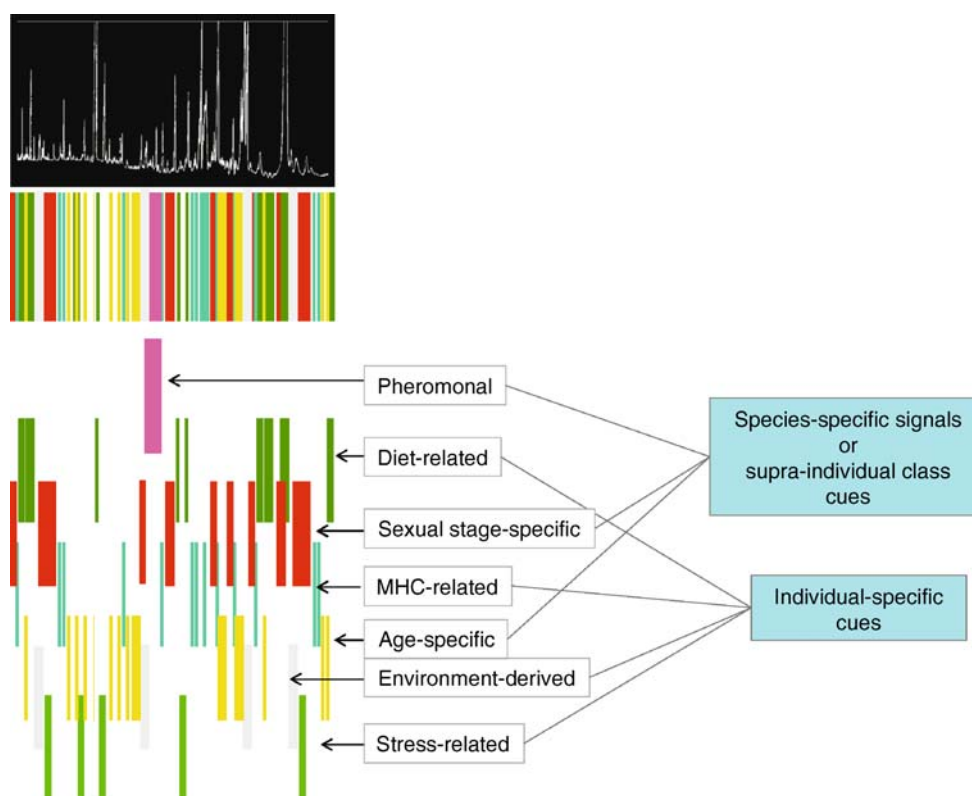 Pheromonal
Diet-related
Sexual stage-specific
MHC-related
Age-specific
Environment-derived
Stress-related
Species-specific signals
or
supra-individual class
cues
Individual-specific
cues